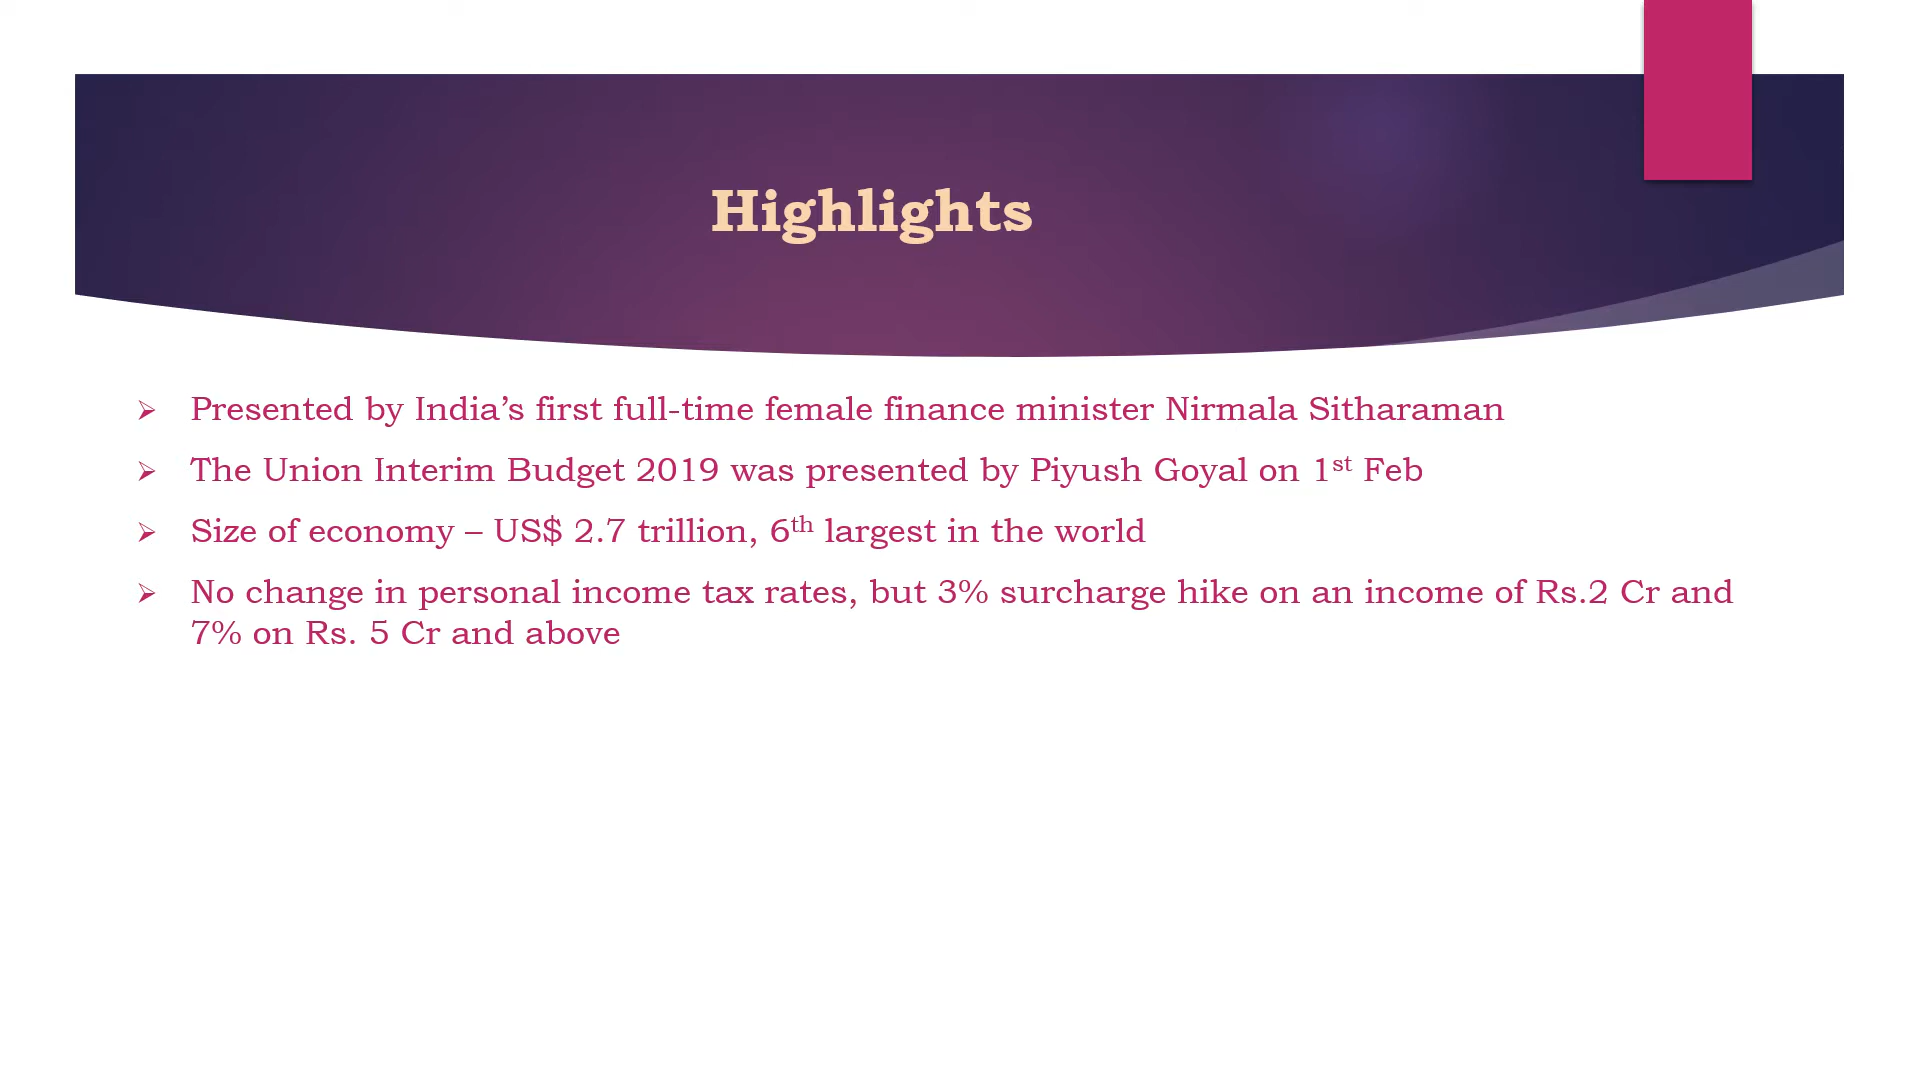 Highlights
Presented by India’s first full-time female finance minister Nirmala Sitharaman
The Union Interim Budget 2019 was presented by Piyush Goyal on 1st Feb
Size of economy – US$ 2.7 trillion, 6th largest in the world
No change in personal income tax rates, but 3% surcharge hike on an income of Rs.2 Cr and
7% on Rs. 5 Cr and above